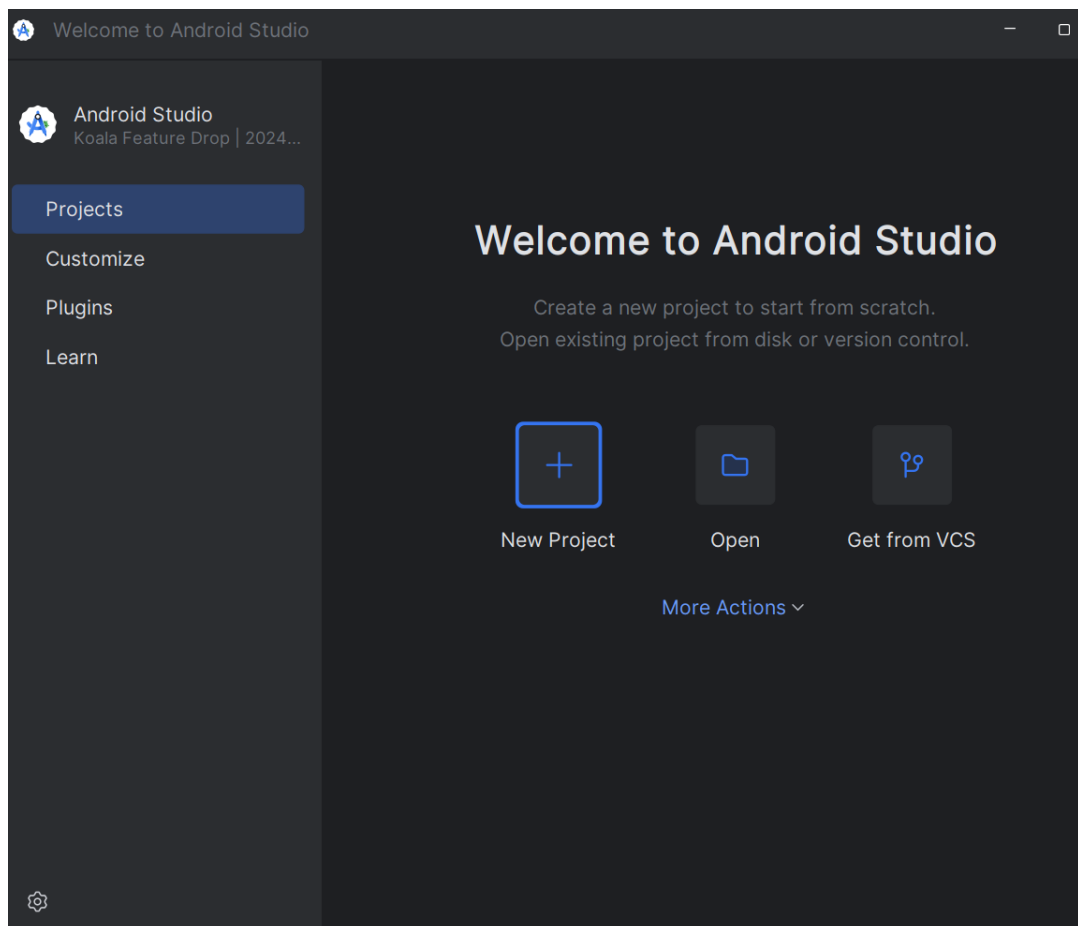 Welcome to Android Studio
Android Studio
Koala Feature Drop | 2024...
Projects
Customize
Plugins
Learn
Welcome to Android Studio
Create a new project to start from scratch.
Open existing project from disk or version control.
New Project
Open
Get from VCS
More Actions